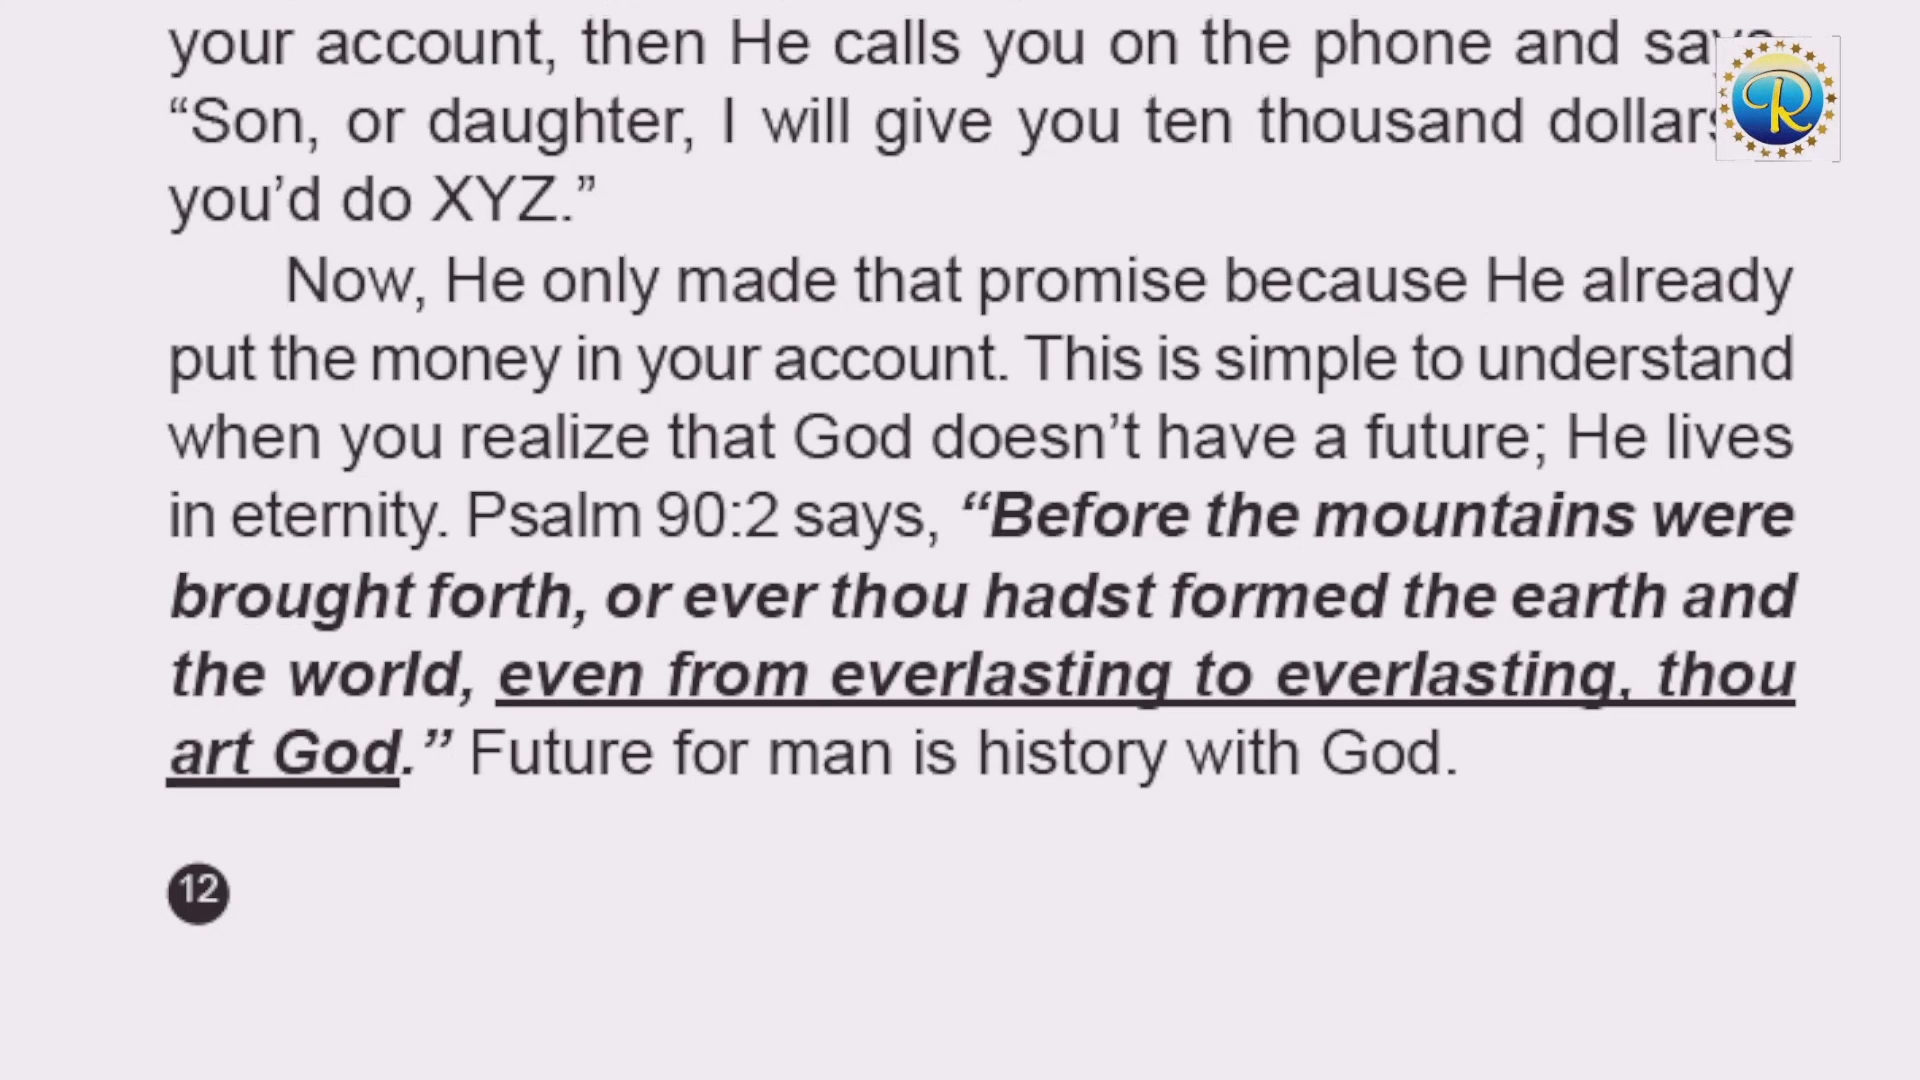 your account, then He calls you on the phone and
“Son, or daughter, I will give you ten thousand
you’d do XYZ.”
Now, He only made that promise because He already
put the money in your account. This is simple to understand
when you realize that God doesn’t have a future; He lives
in eternity. Psalm 90:2 says, “Before the mountains were
brought forth, or ever thou hadst formed the earth and
the world, even from everlasting to everlasting, thou
art God.” Future for man is history with God.
12
R